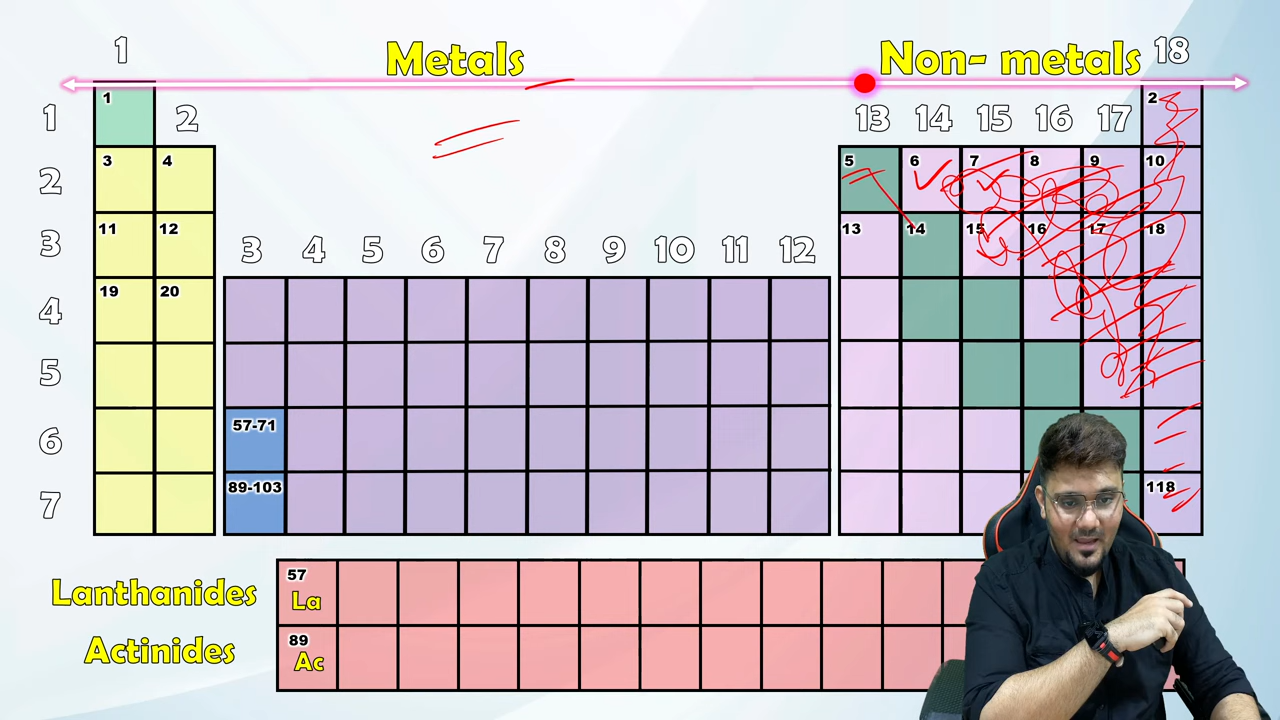 1 Metals Non- metals 18
1 1 2 13 14 15 16 17 2
2 3 4 5 6 7 8 9 10
3 11 12 3 4 5 6 7 8 9 10 11 12 13 14 15 16 17 18
4 19 20
5
6 57-71
7 89-103 118
Lanthanides 57 La
Actinides 89 Ac